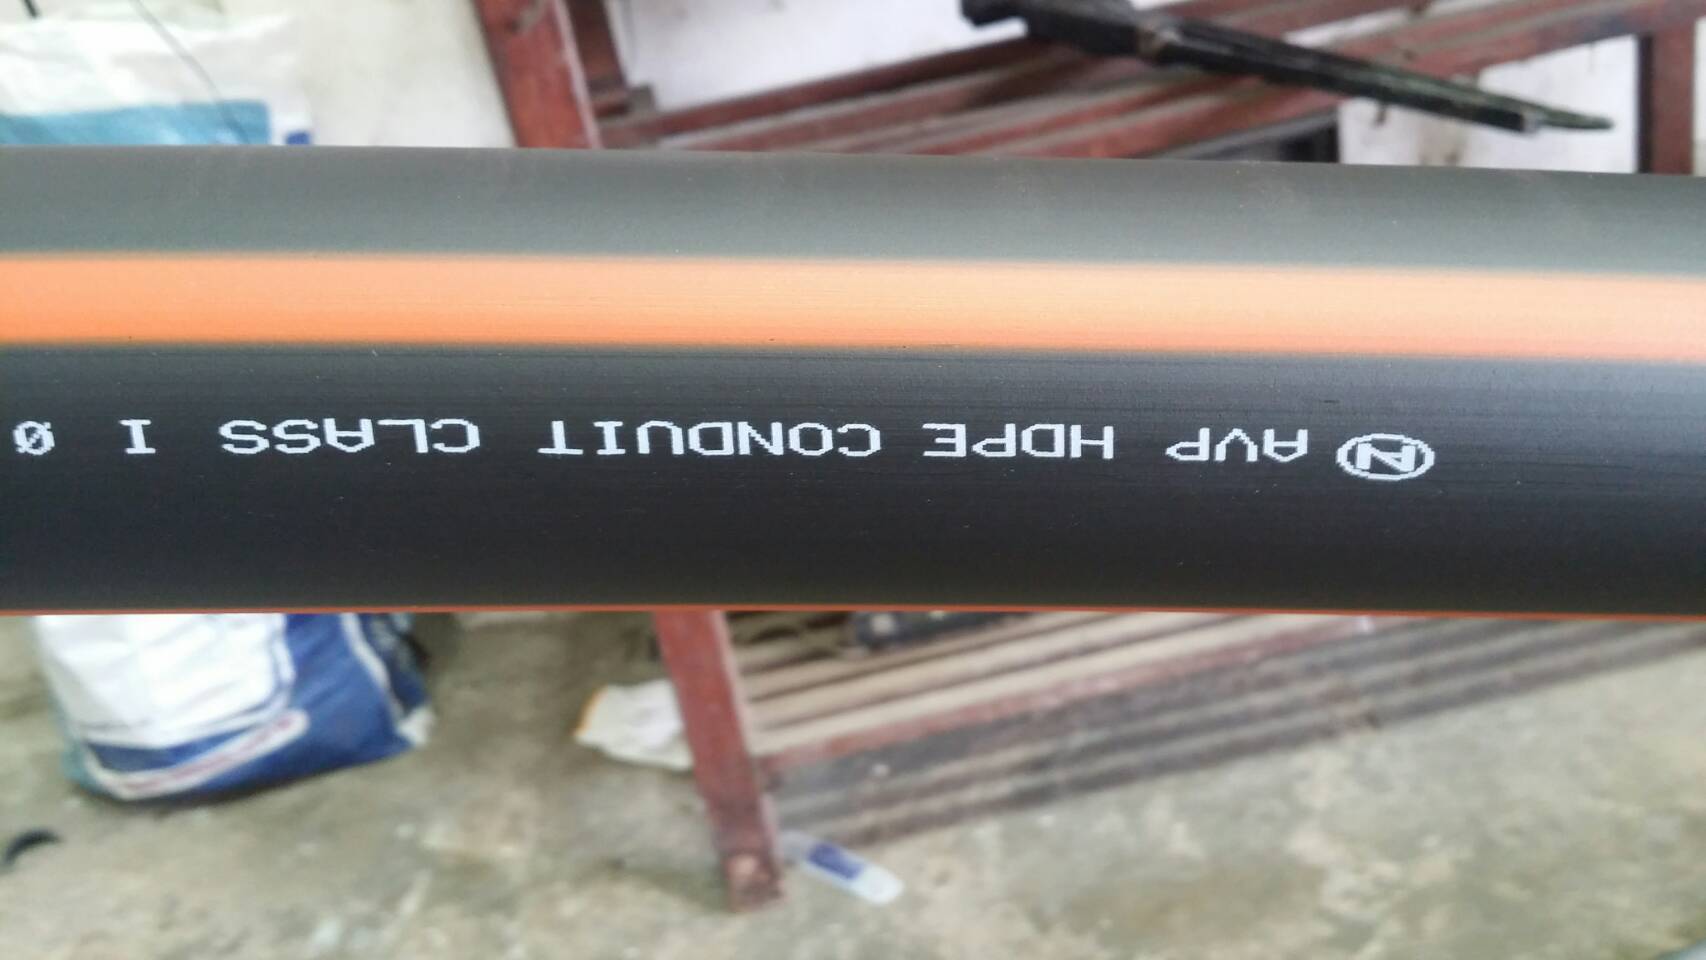 Ⓝ AVP HDPE CONDUIT CLASS I Ø